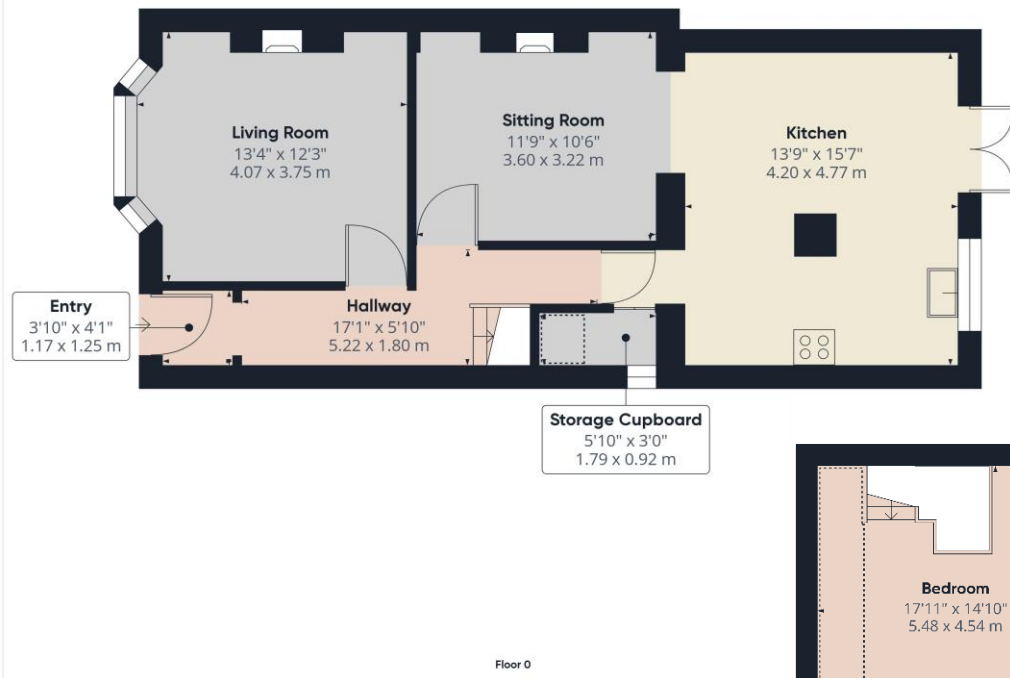 Living Room
13'4" x 12'3"
4.07 x 3.75 m
Sitting Room
11'9" x 10'6"
3.60 x 3.22 m
Kitchen
13'9" x 15'7"
4.20 x 4.77 m
Entry
3'10" x 4'1"
1.17 x 1.25 m
Hallway
17'1" x 5'10"
5.22 x 1.80 m
Storage Cupboard
5'10" x 3'0"
1.79 x 0.92 m
Bedroom
17'11" x 14'10"
5.48 x 4.54 m
Floor 0